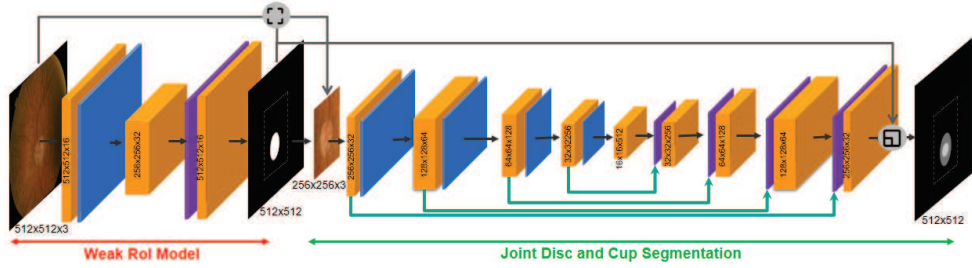 512x512x3
512x512x16
256x256x32
512x512x16
512x512
256x256x3
256x256x32
128x128x64
64x64x128
32x32x256
16x16x512
32x32x256
64x64x128
128x128x64
256x256x32
512x512
Weak RoI Model
Joint Disc and Cup Segmentation